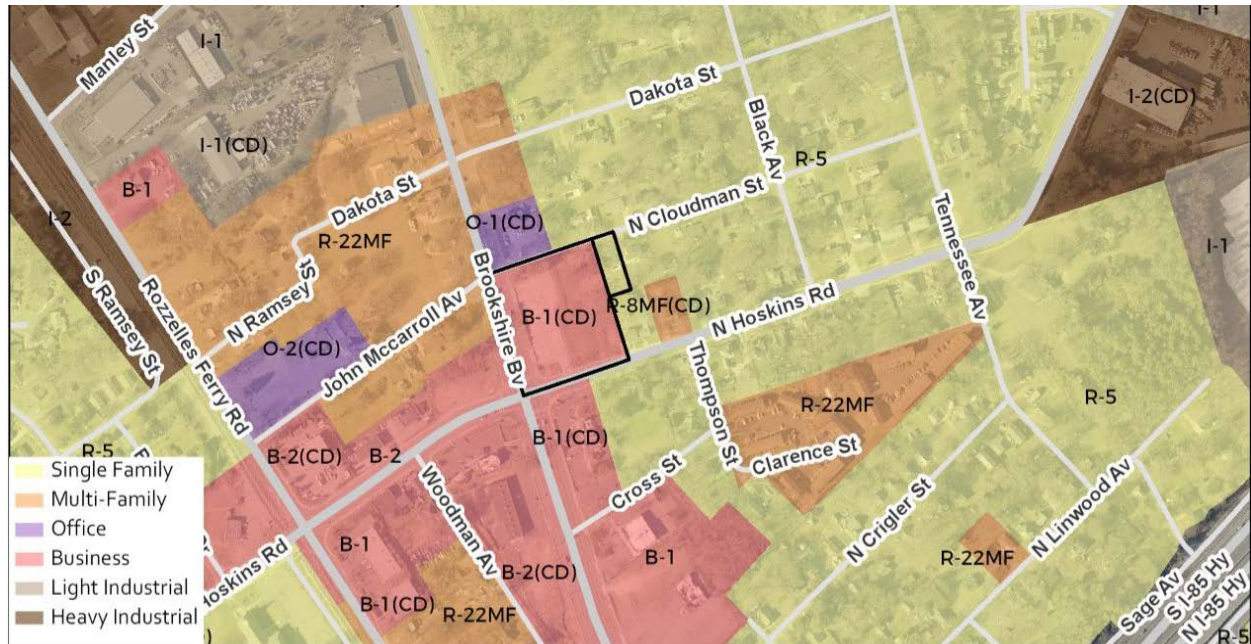 I-1
I-1
Manley St
I-2(CD)
Dakota St
I-1(CD)
Black Av
R-5
B-1
Dakota St
N Cloudman St
I-2
O-1(CD)
Tennessee Av
R-22MF
I-1
S Ramsey St
Rozzelles Ferry Rd
N Ramsey St
Brookshire Bv
R-8MF(CD)
B-1(CD)
N Hoskins Rd
O-2(CD)
John Mccarroll Av
Thompson St
R-22MF
R-5
R-5
B-2(CD)
B-2
B-1(CD)
Clarence St
Cross St
Woodman Av
N Crigler St
N Linwood Av
Single Family
Multi-Family
Office
Business
Light Industrial
Heavy Industrial
Hoskins Rd
B-1
B-1
B-2(CD)
R-22MF
B-1(CD)
R-22MF
Sage Av
S I-85 Hy
N I-85 Hy
R-5